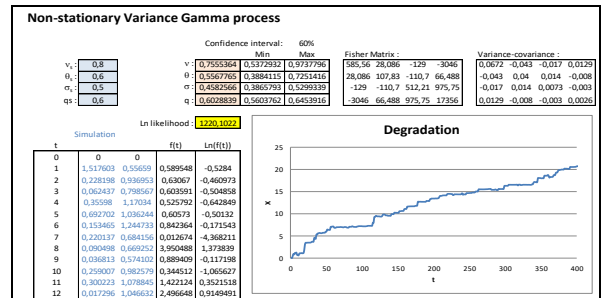 Non-stationary Variance Gamma process
Confidence interval: 60%
Min Max Fisher Matrix : Variance-covariance :
νs : 0,8 ν : 0,7555364 0,5372932 0,9737796 585,56 28,086 -129 -3046 0,0672 -0,043 -0,017 0,0129
θs : 0,6 θ : 0,5567765 0,3884115 0,7251416 28,086 107,83 -110,7 66,488 -0,043 0,04 0,014 -0,008
σs : 0,5 σ : 0,4582566 0,3865793 0,5299339 -129 -110,7 512,21 975,75 -0,017 0,014 0,0073 -0,003
qs : 0,6 q : 0,6028839 0,5603762 0,6453916 -3046 66,488 975,75 17356 0,0129 -0,008 -0,003 0,0026
Ln likelihood : 1220,1022
Simulation
t f(t) Ln(f(t))
0 0 0
1 1,517603 0,55659 0,589548 -0,5284
2 0,228198 0,936953 0,63067 -0,460973
3 0,062437 0,798567 0,603591 -0,504858
4 0,35598 1,17034 0,525792 -0,642849
5 0,692702 1,036244 0,60573 -0,50132
6 0,153465 1,244733 0,842364 -0,171543
7 0,220137 0,684156 0,012674 -4,368211
8 0,090498 0,669252 3,950488 1,373839
9 0,036813 0,574102 0,889409 -0,117198
10 0,259007 0,982579 0,344512 -1,065627
11 0,300223 1,078845 1,422124 0,3521518
12 0,017296 1,046632 2,496648 0,9149491
Degradation
25
20
15
10
5
0
X
0 50 100 150 200 250 300 350 400
t